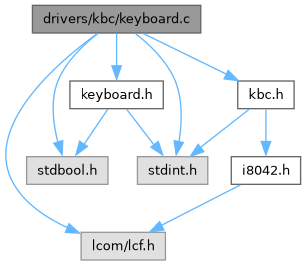 drivers/kbc/keyboard.c
keyboard.h
kbc.h
stdbool.h
stdint.h
i8042.h
lcom/lcf.h